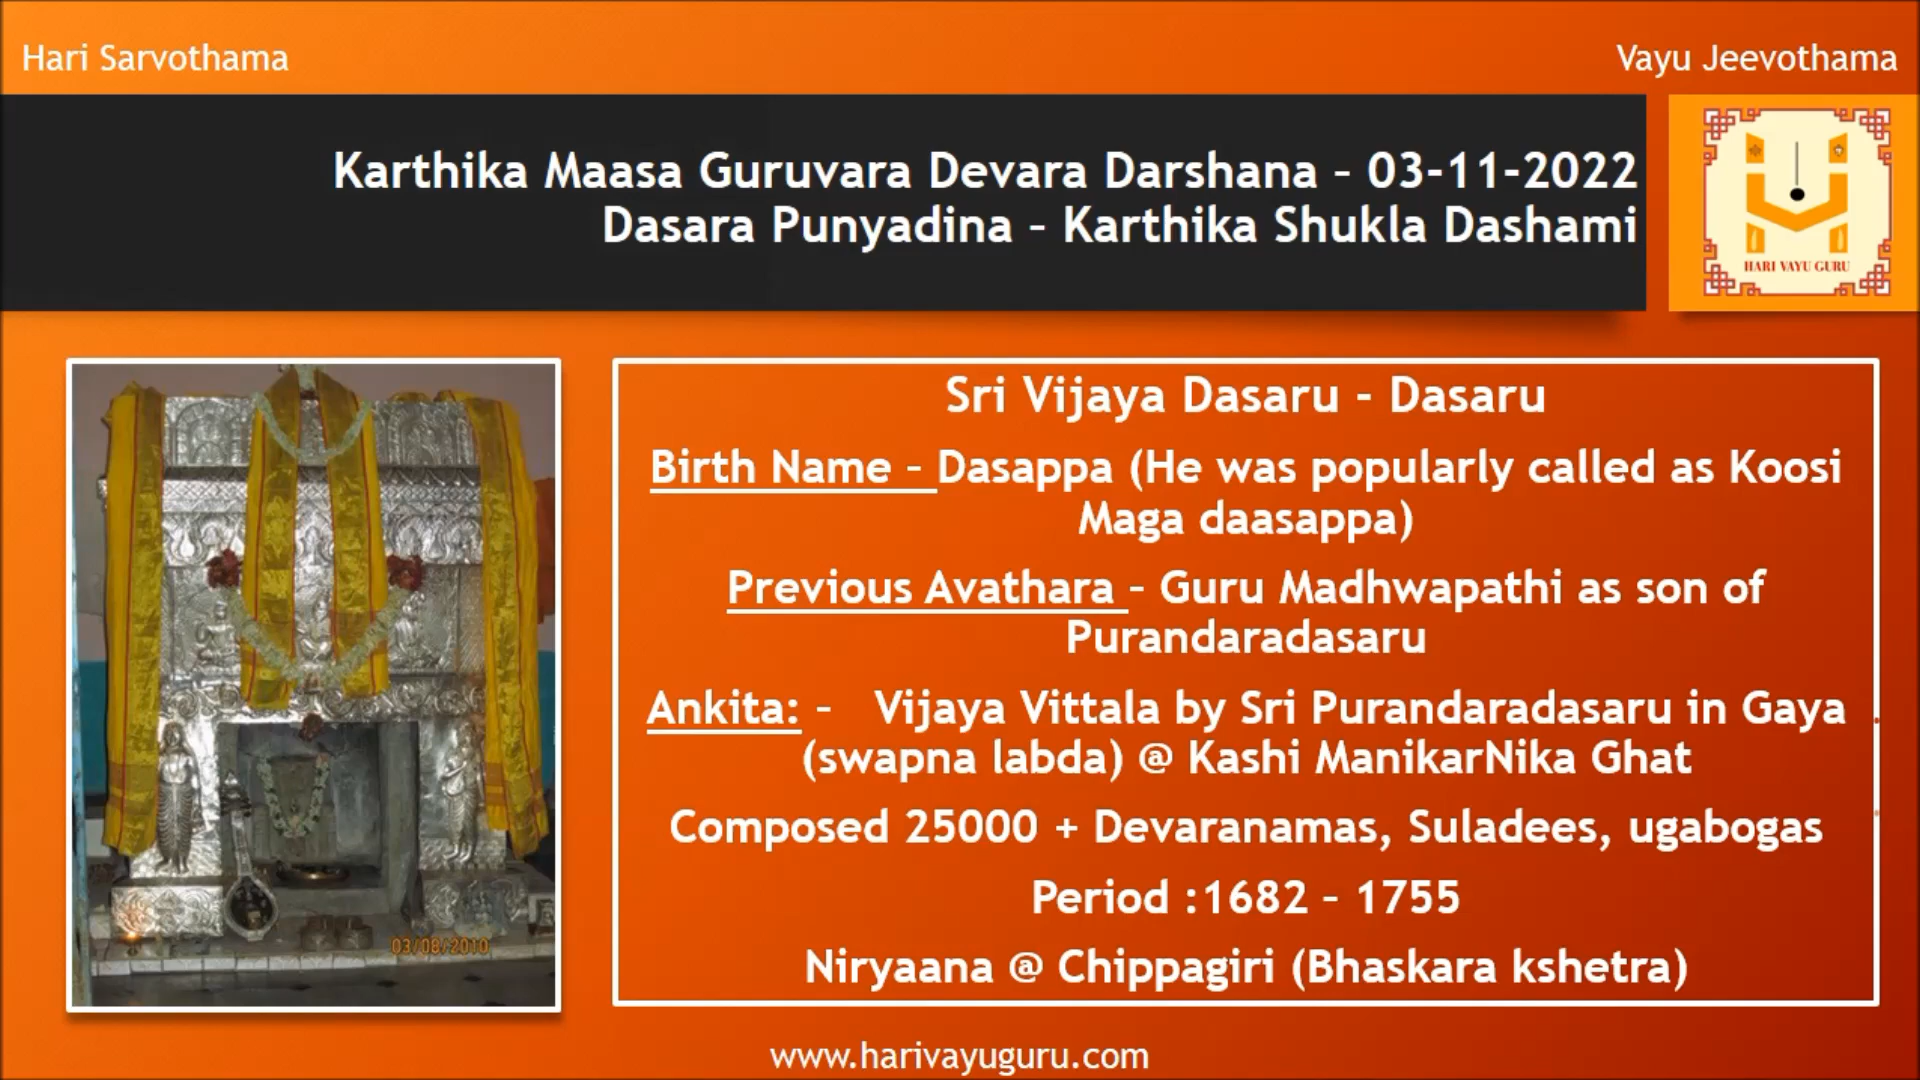 Hari Sarvothama
Vayu Jeevothama
Karthika Maasa Guruvara Devara Darshana – 03-11-2022
Dasara Punyadina – Karthika Shukla Dashami
HARI VAYU GURU
Sri Vijaya Dasaru - Dasaru
Birth Name – Dasappa (He was popularly called as Koosi
Maga daasappa)
Previous Avathara – Guru Madhwapathi as son of
Purandaradasaru
Ankita: – Vijaya Vittala by Sri Purandaradasaru in Gaya
(swapna labda) @ Kashi ManikarNika Ghat
Composed 25000 + Devaranamas, Suladees, ugabogas
Period :1682 – 1755
Niryaana @ Chippagiri (Bhaskara kshetra)
03/08/2010
www.harivayuguru.com